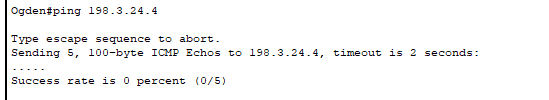 Ogden#ping 198.3.24.4
Type escape sequence to abort.
Sending 5, 100-byte ICMP Echos to 198.3.24.4, timeout is 2 seconds:
.....
Success rate is 0 percent (0/5)